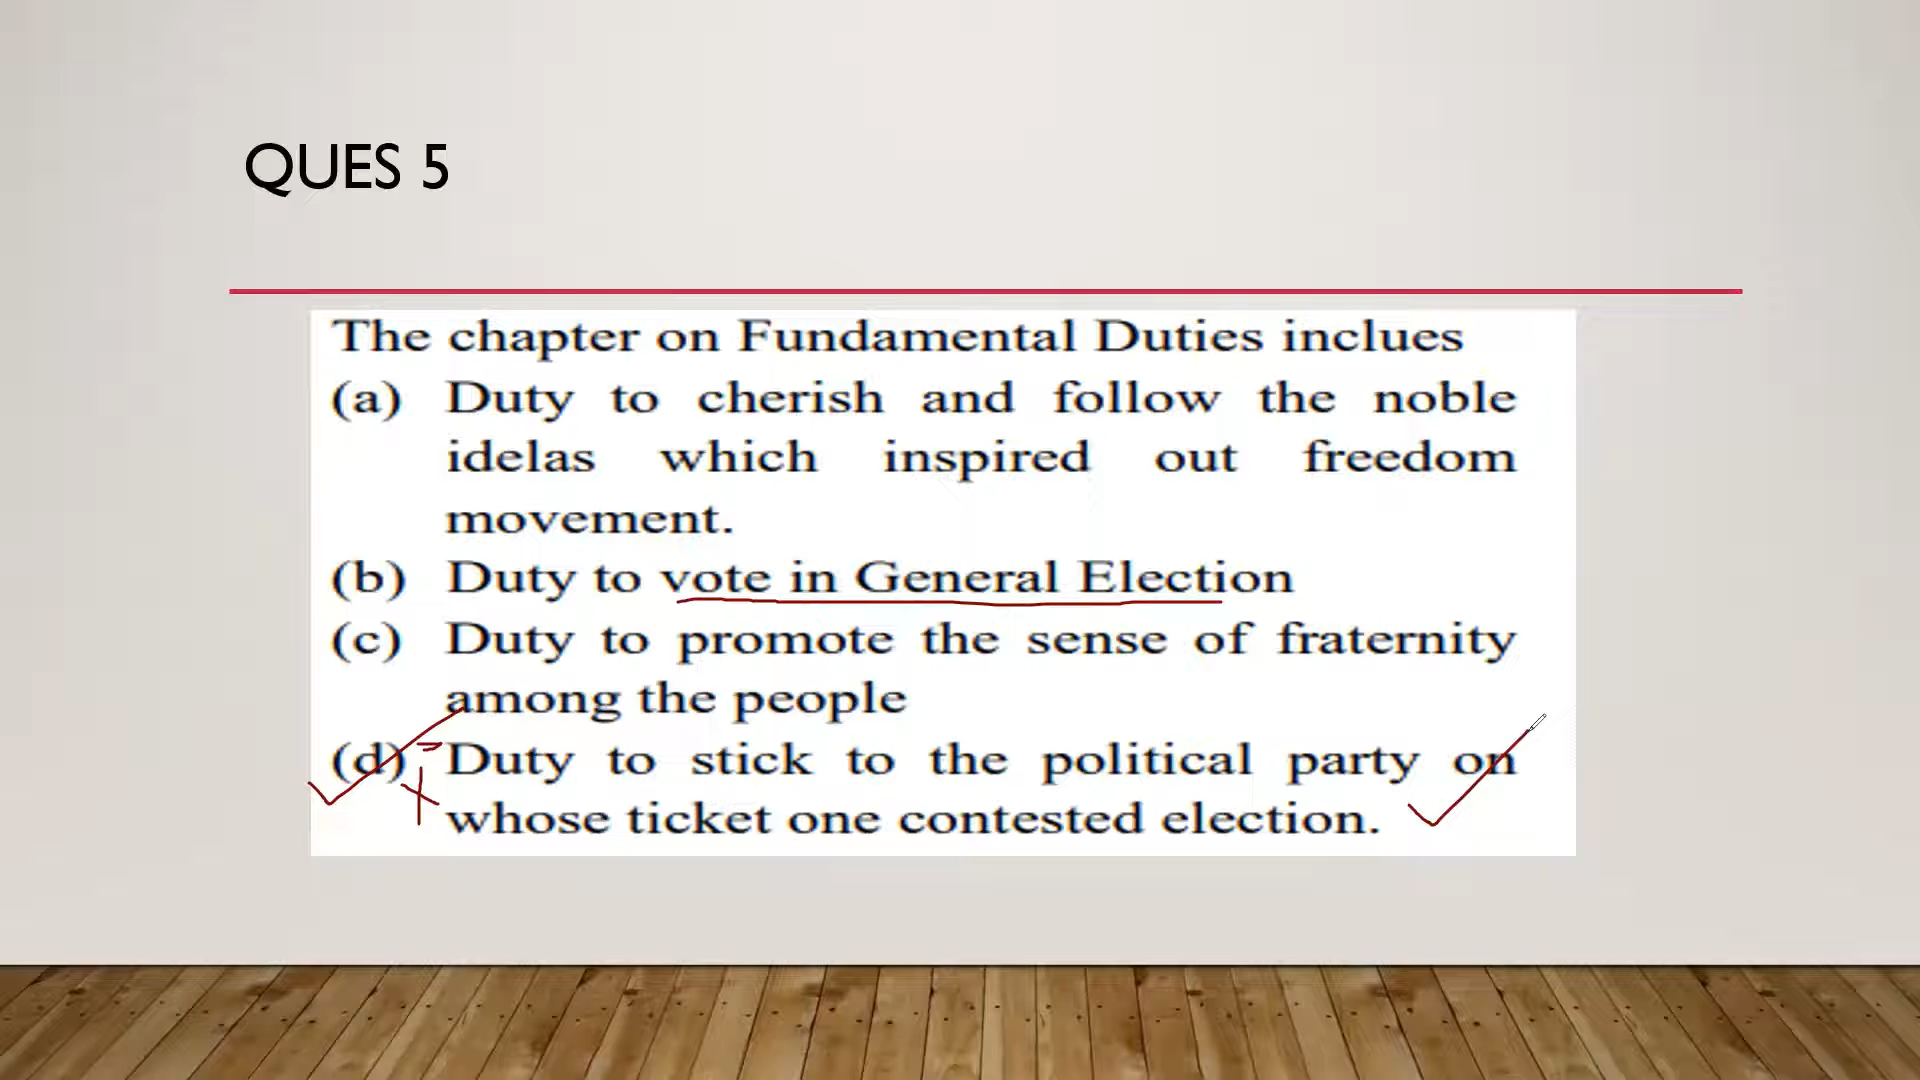 QUES 5
The chapter on Fundamental Duties inclues
(a) Duty to cherish and follow the noble
idelas which inspired out freedom
movement.
(b) Duty to vote in General Election
(c) Duty to promote the sense of fraternity
among the people
(d) Duty to stick to the political party on
whose ticket one contested election.